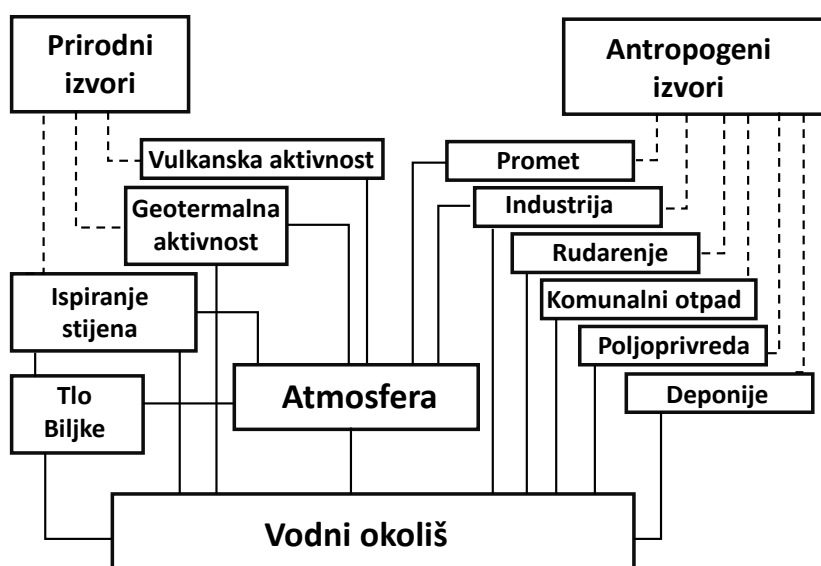 Prirodni
izvori
Antropogeni
izvori
Vulkanska aktivnost
Promet
Geotermalna
aktivnost
Industrija
Rudarenje
Ispiranje
stijena
Komunalni otpad
Poljoprivreda
Tlo
Biljke
Atmosfera
Deponije
Vodni okoliš